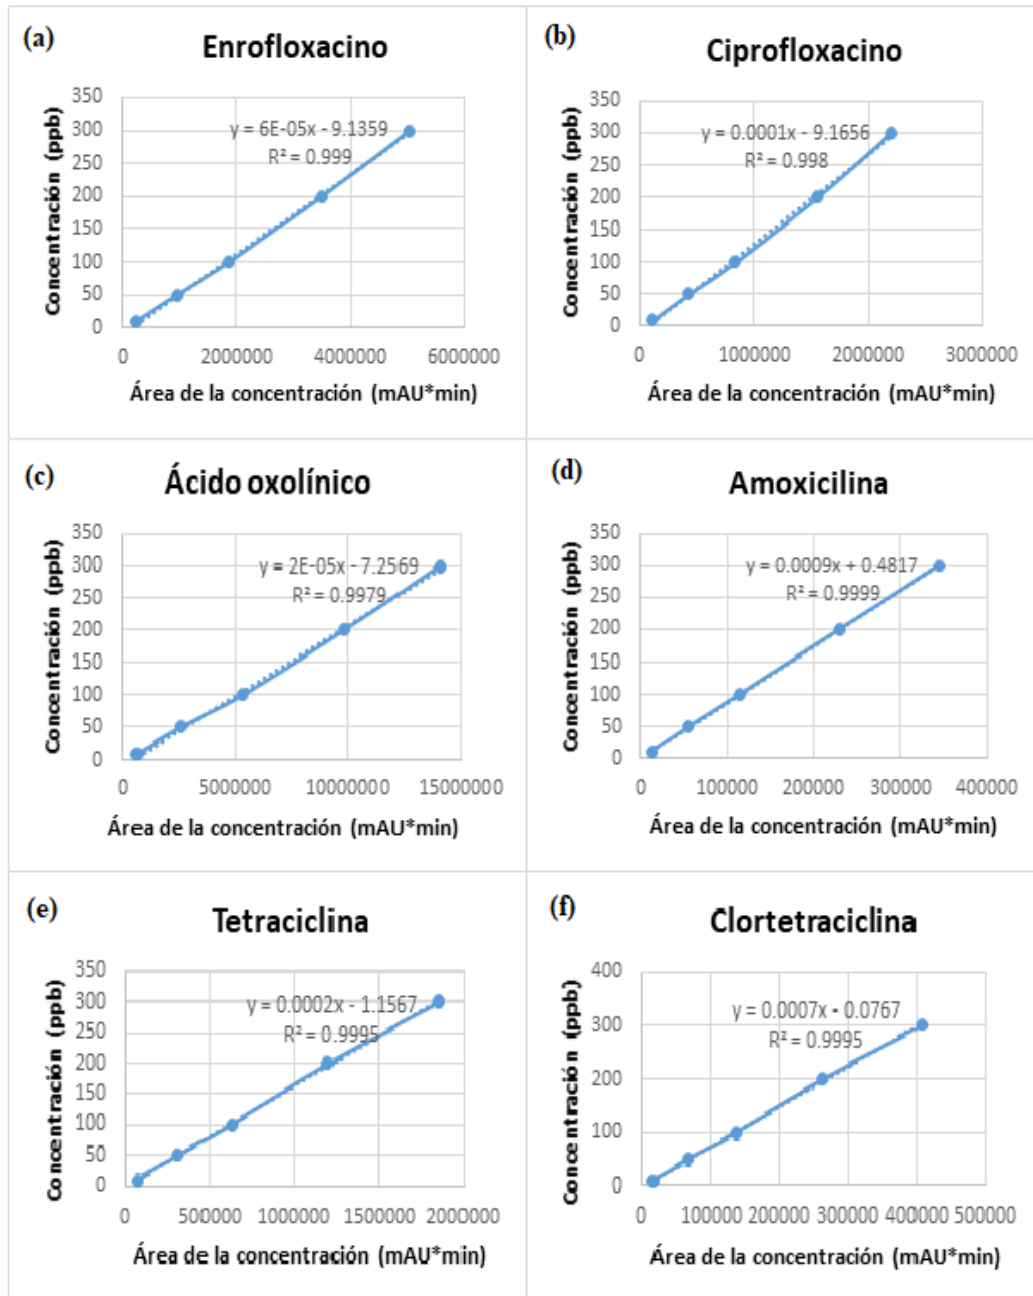 (a)
Enrofloxacino
Concentración (ppb)
350
300
250
200
150
100
50
0
y = 6E-05x - 9.1359
R² = 0.999
0 2000000 4000000 6000000
Área de la concentración (mAU*min)
(b)
Ciprofloxacino
Concentración (ppb)
350
300
250
200
150
100
50
0
y = 0.0001x - 9.1656
R² = 0.998
0 1000000 2000000 3000000
Área de la concentración (mAU*min)
(c)
Ácido oxolínico
Concentración (ppb)
350
300
250
200
150
100
50
0
y = 2E-05x - 7.2569
R² = 0.9979
0 5000000 10000000 15000000
Área de la concentración (mAU*min)
(d)
Amoxicilina
Concentración (ppb)
350
300
250
200
150
100
50
0
y = 0.0009x + 0.4817
R² = 0.9999
0 100000 200000 300000 400000
Área de la concentración (mAU*min)
(e)
Tetraciclina
Concentración (ppb)
350
300
250
200
150
100
50
0
y = 0.0002x - 1.1567
R² = 0.9995
0 500000 1000000 1500000 2000000
Área de la concentración (mAU*min)
(f)
Clortetraciclina
Concentración (ppb)
400
300
200
100
0
y = 0.0007x - 0.0767
R² = 0.9995
0 100000 200000 300000 400000 500000
Área de la concentración (mAU*min)